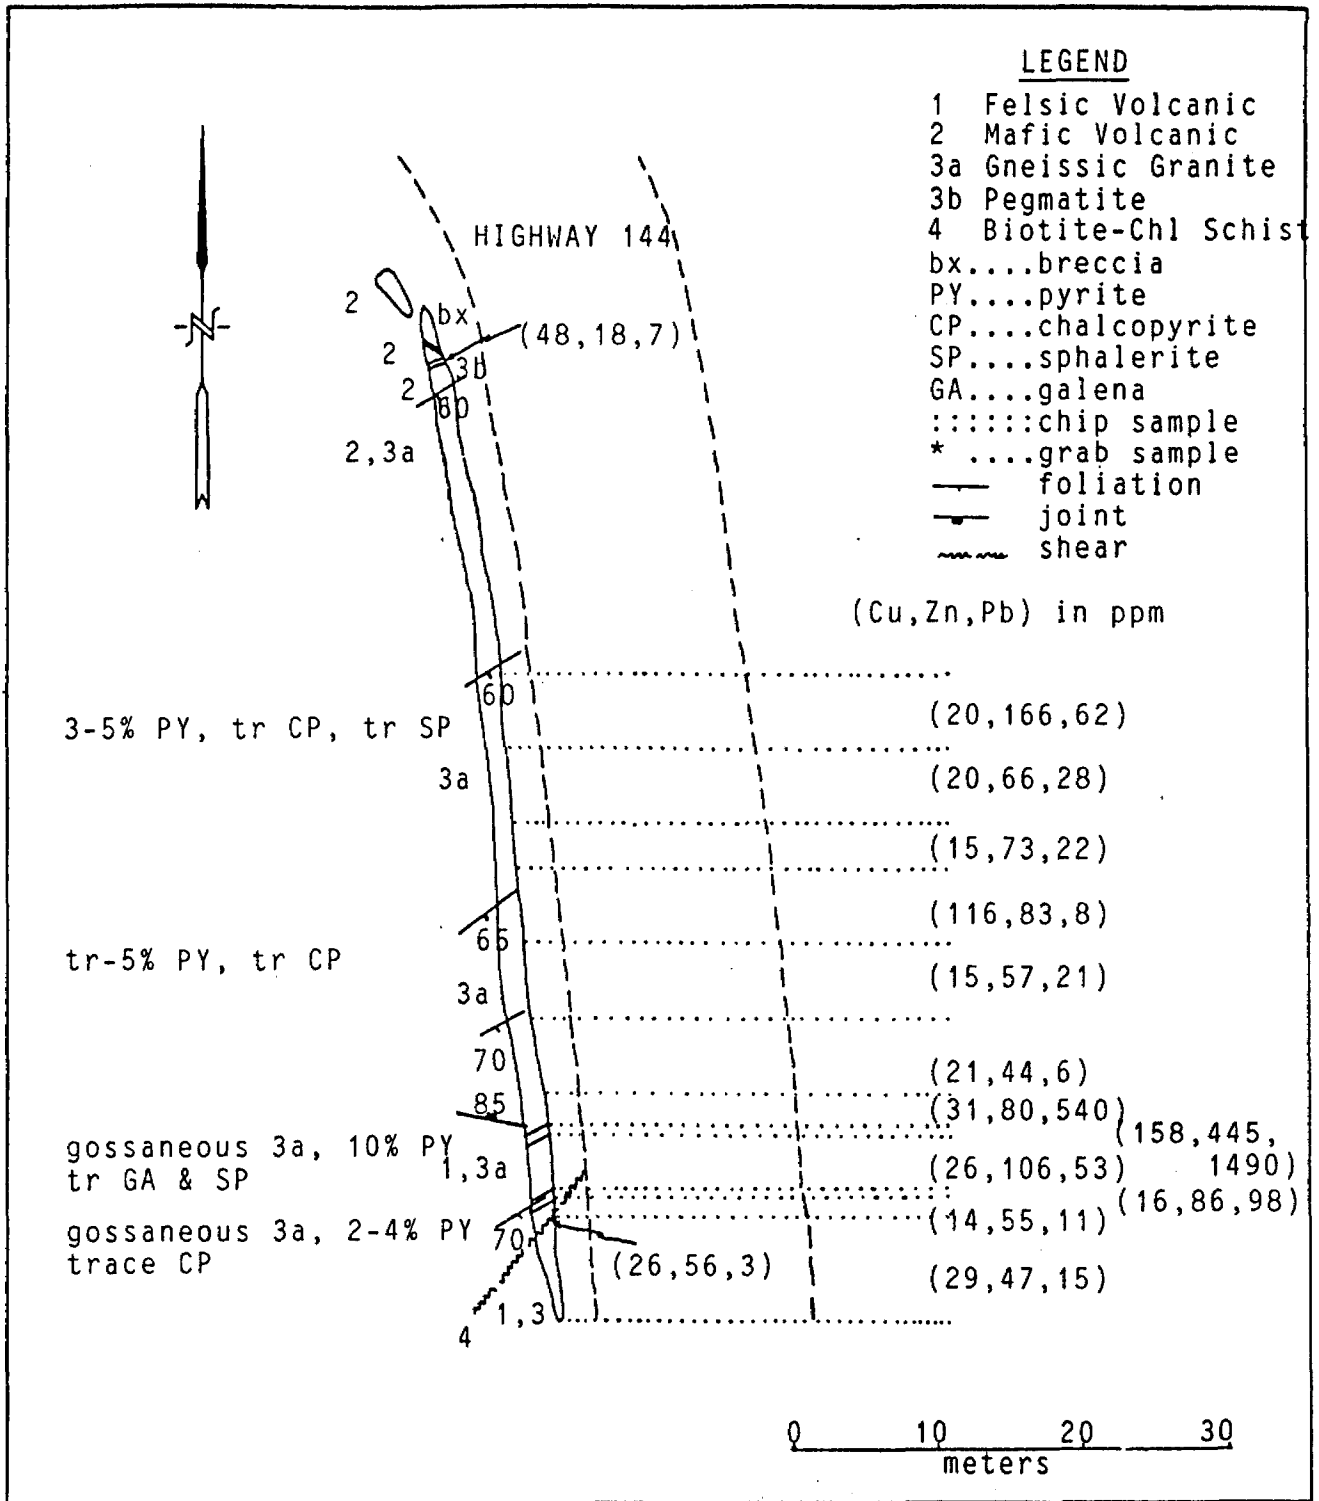 LEGEND
1 Felsic Volcanic
2 Mafic Volcanic
3a Gneissic Granite
3b Pegmatite
4 Biotite-Chl Schist
bx....breccia
PY....pyrite
CP....chalcopyrite
SP....sphalerite
GA....galena
::::::chip sample
* ....grab sample
foliation
joint
shear
(Cu,Zn,Pb) in ppm
N
HIGHWAY 144
2
bx
(48,18,7)
2
3b
2
80
2,3a
60
3-5% PY, tr CP, tr SP
(20,166,62)
3a
(20,66,28)
(15,73,22)
(116,83,8)
65
tr-5% PY, tr CP
(15,57,21)
3a
70
(21,44,6)
85
(31,80,540)
gossaneous 3a, 10% PY
tr GA & SP
1,3a
(158,445,
1490)
(26,106,53)
(16,86,98)
(14,55,11)
gossaneous 3a, 2-4% PY
trace CP
70
(26,56,3)
(29,47,15)
1,3
4
0 10 20 30
meters